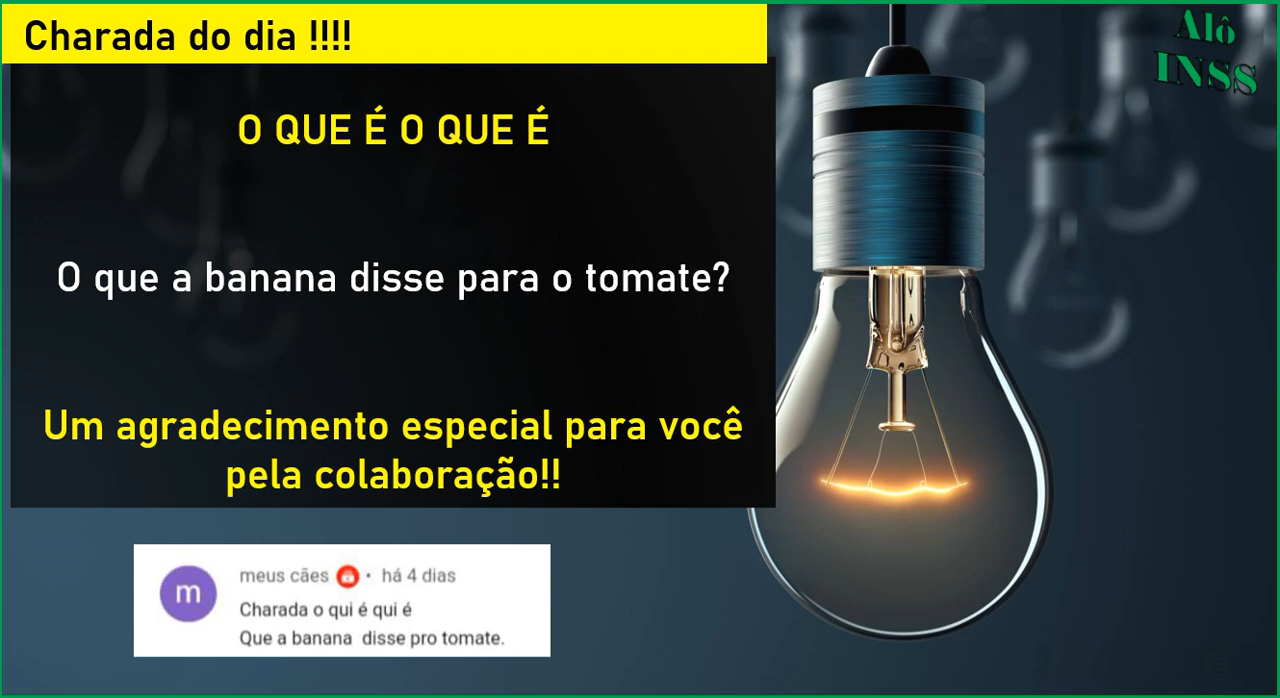 Charada do dia !!!!
Alô
INSS
O QUE É O QUE É
O que a banana disse para o tomate?
Um agradecimento especial para você
pela colaboração!!
m
meus cães • há 4 dias
Charada o qui é qui é
Que a banana disse pro tomate.